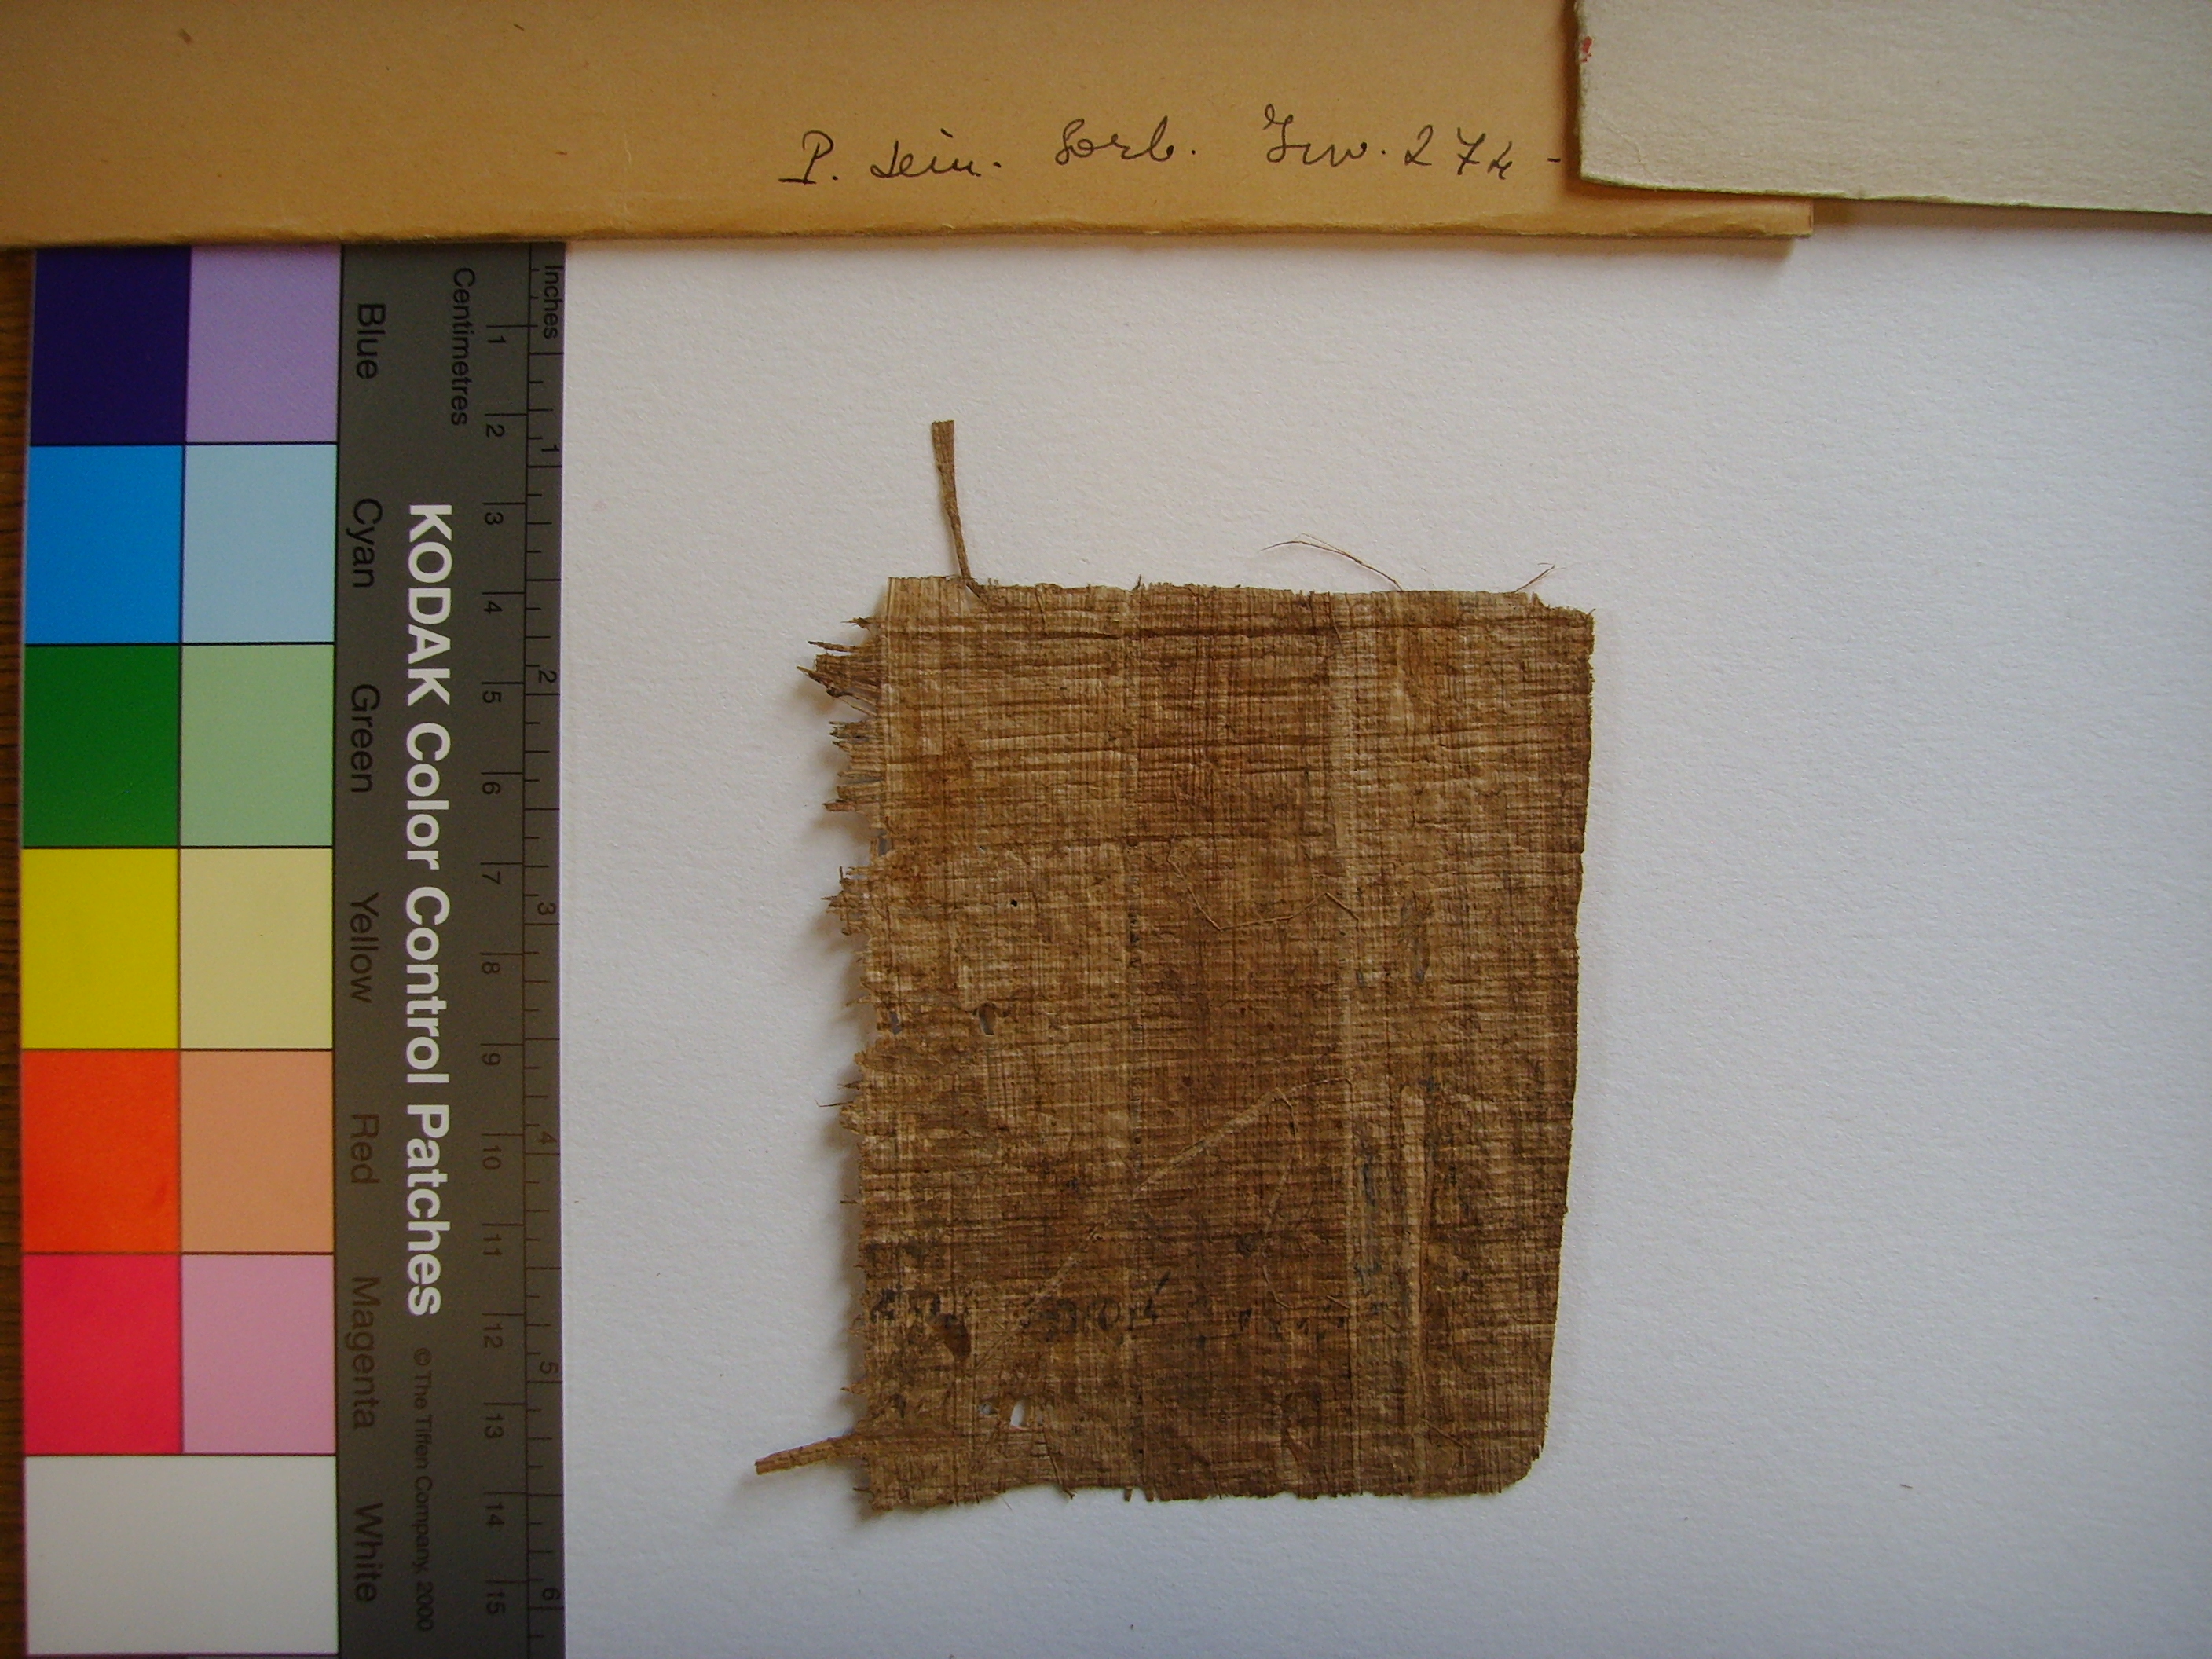 P. dein. Sorb. Inv. 274-
Inches
Centimetres
1 2 3 4 5 6 7 8 9 10 11 12 13 14 15
1 2 3 4 5 6
KODAK Color Control Patches © The Tiffen Company, 2000
Blue Cyan Green Yellow Red Magenta White